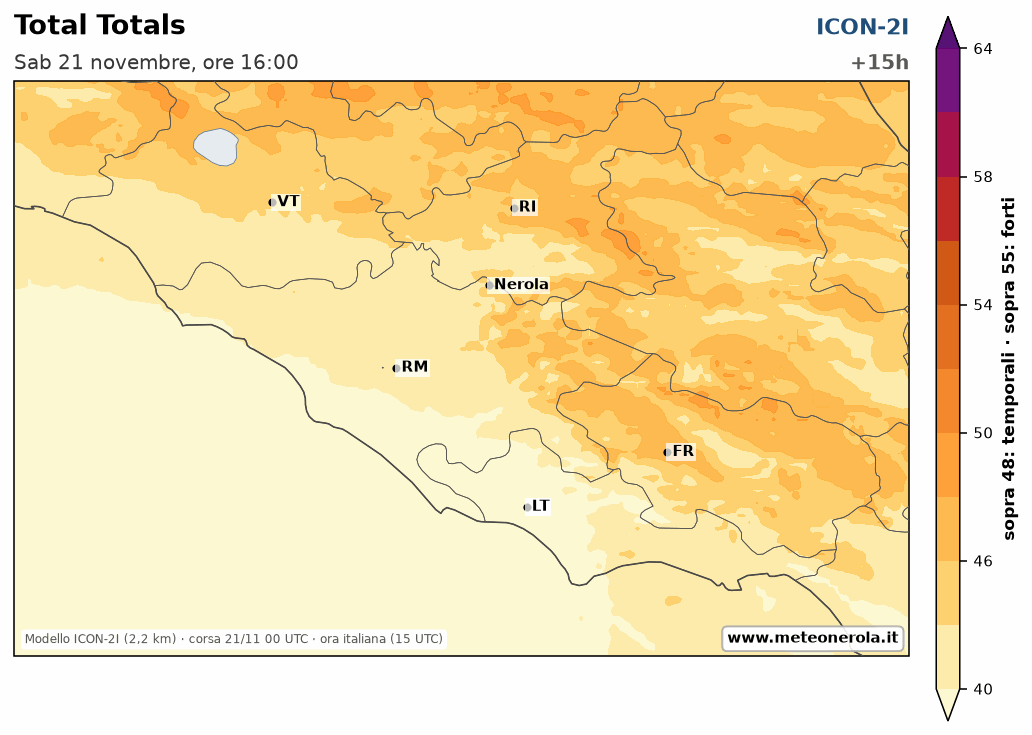 Total Totals
ICON-2I
Sab 21 novembre, ore 16:00
+15h
VT
RI
Nerola
RM
FR
LT
Modello ICON-2I (2,2 km) · corsa 21/11 00 UTC · ora italiana (15 UTC)
www.meteonerola.it
64
58
54
50
46
40
sopra 48: temporali · sopra 55: forti